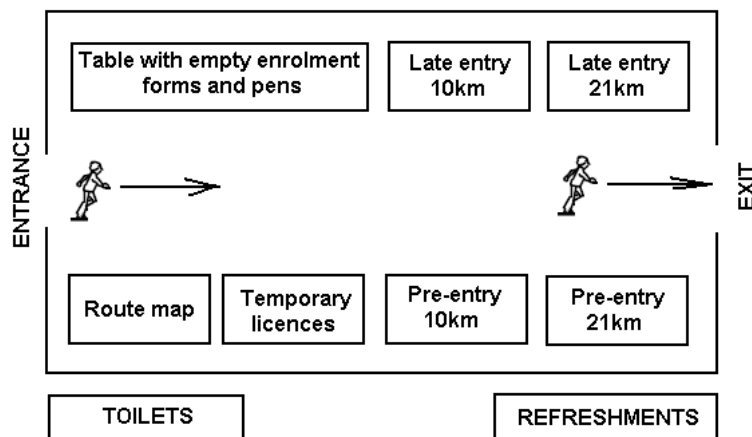 Table with empty enrolment
forms and pens
Late entry
10km
Late entry
21km
ENTRANCE
EXIT
Route map
Temporary
licences
Pre-entry
10km
Pre-entry
21km
TOILETS
REFRESHMENTS